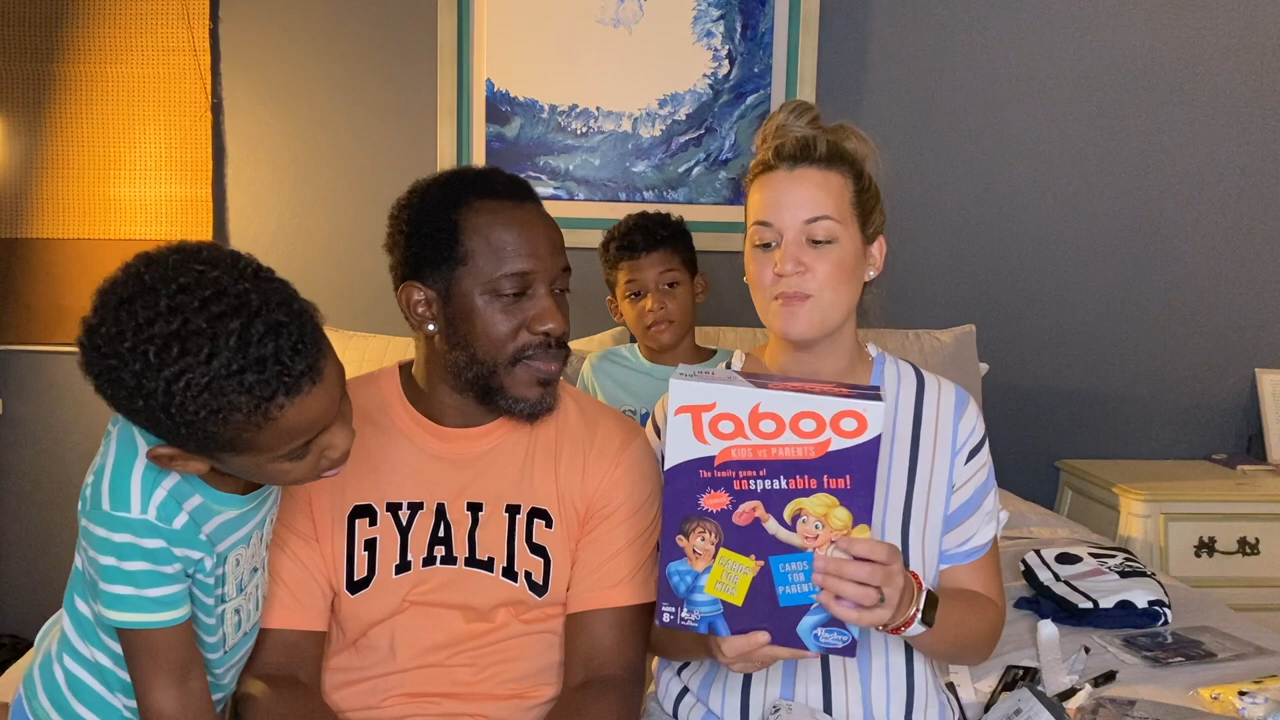 Taboo
KIDS vs PARENTS
The family game of
unspeakable fun!
CARDS
FOR
KIDS
CARDS
FOR
PARENTS
AGES
8+
Hasbro
Gaming
GYALIS